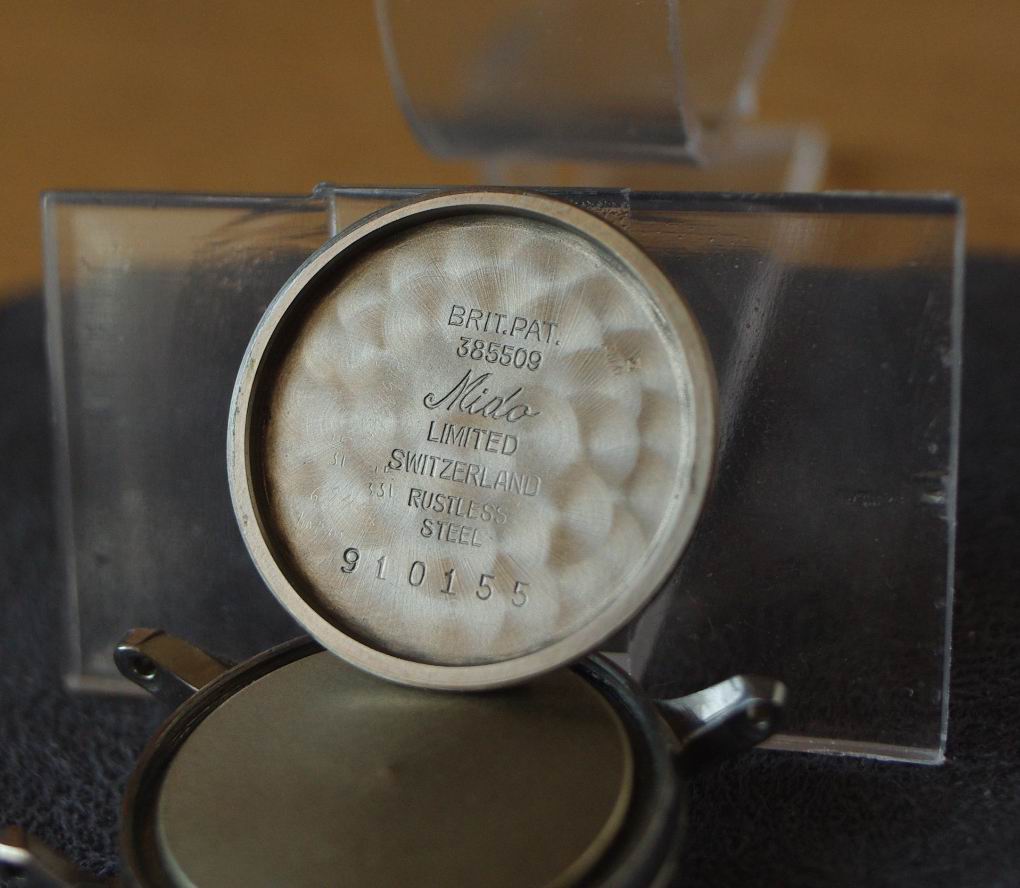 BRIT.PAT.
385509
Mido
LIMITED
SWITZERLAND
RUSTLESS
STEEL
910155